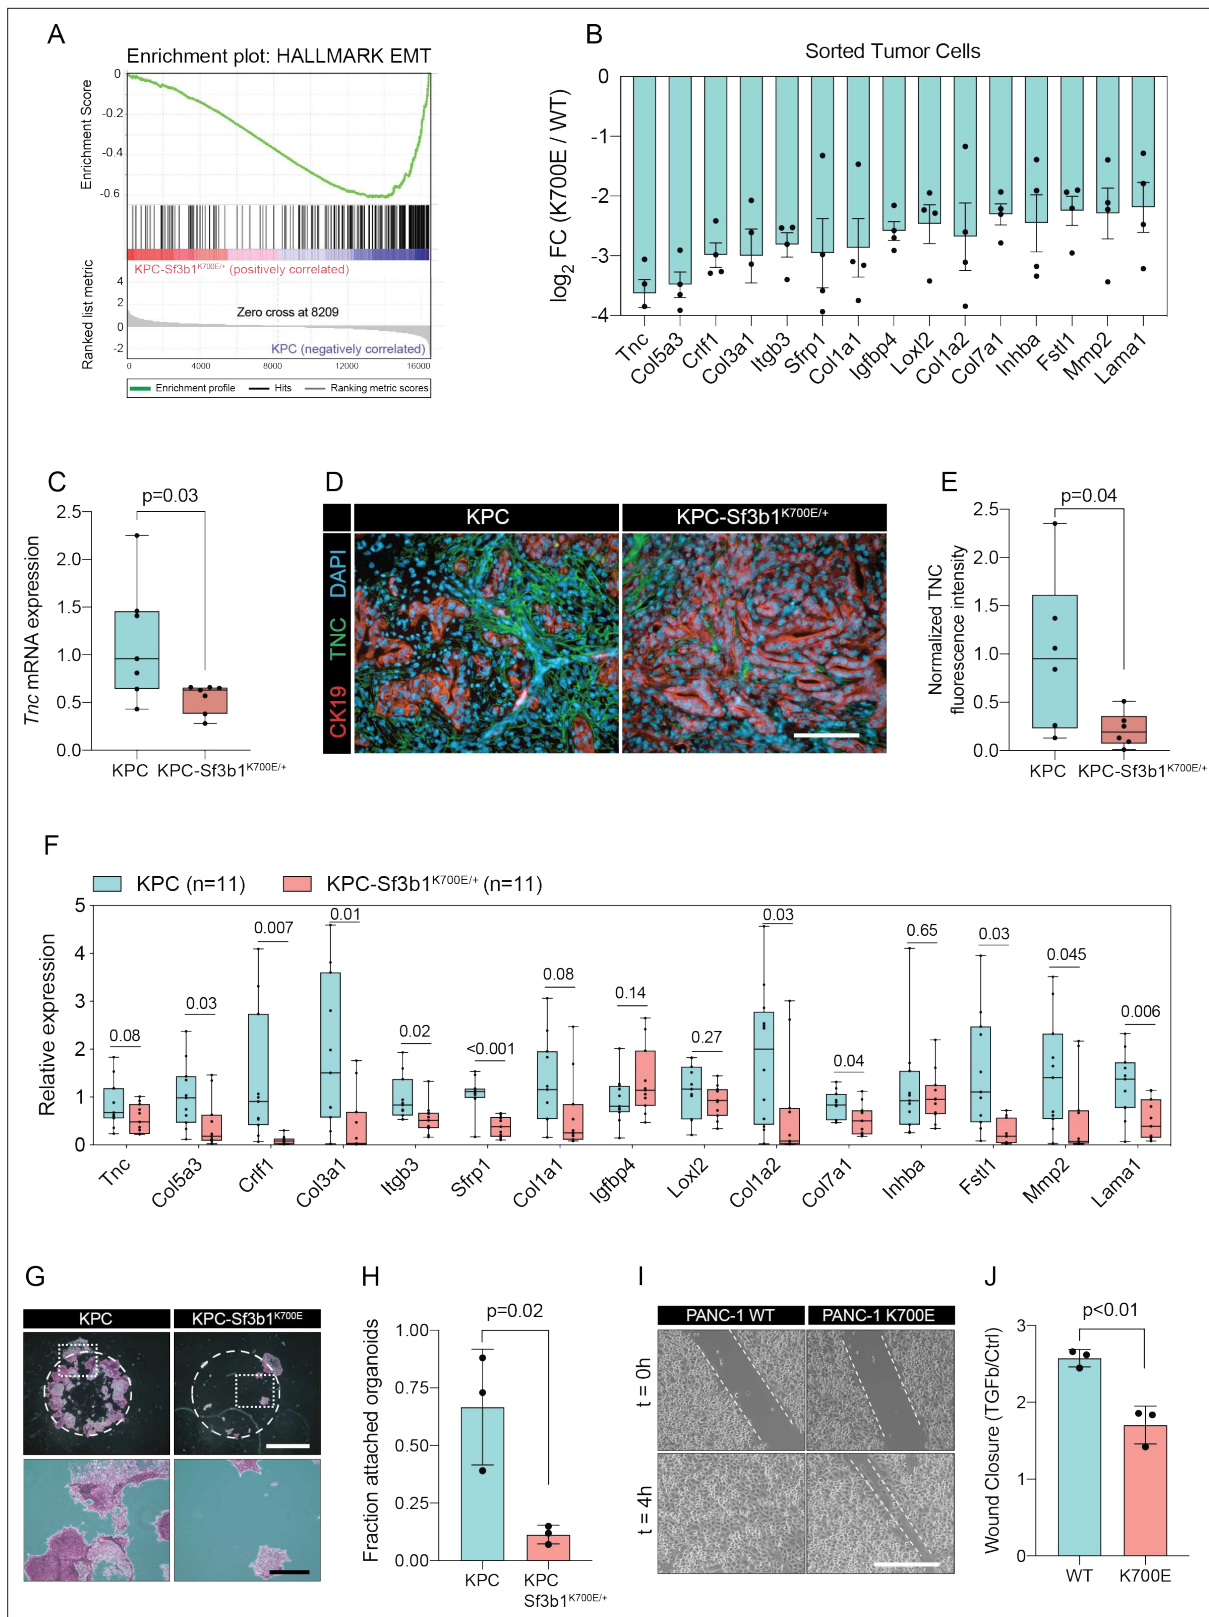 A
Enrichment plot: HALLMARK EMT
Enrichment Score
0
-0.2
-0.4
-0.6
KPC-Sf3b1K700E/+ (positively correlated)
Ranked list metric
4
2
0
-2
Zero cross at 8209
KPC (negatively correlated)
0 4000 8000 12000 16000
Enrichment profile Hits Ranking metric scores
B
Sorted Tumor Cells
log2 FC (K700E / WT)
0
-1
-2
-3
-4
Tnc Col5a3 Crlf1 Col3a1 Itgb3 Sfrp1 Col1a1 Igfbp4 Loxl2 Col1a2 Col7a1 Inhba Fstl1 Mmp2 Lama1
C
p=0.03
Tnc mRNA expression
2.5
2.0
1.5
1.0
0.5
0.0
KPC KPC-Sf3b1K700E/+
D
KPC KPC-Sf3b1K700E/+
CK19 TNC DAPI
E
p=0.04
Normalized TNC
fluorescence intensity
2.5
2.0
1.5
1.0
0.5
0.0
KPC KPC-Sf3b1K700E/+
F
KPC (n=11) KPC-Sf3b1K700E/+ (n=11)
Relative expression
5
4
3
2
1
0
0.08 0.03 0.007 0.01 0.02 <0.001 0.08 0.14 0.27 0.03 0.04 0.65 0.03 0.045 0.006
Tnc Col5a3 Crlf1 Col3a1 Itgb3 Sfrp1 Col1a1 Igfbp4 Loxl2 Col1a2 Col7a1 Inhba Fstl1 Mmp2 Lama1
G
KPC KPC-Sf3b1K700E
H
p=0.02
Fraction attached organoids
1.00
0.75
0.50
0.25
0.00
KPC KPC
Sf3b1K700E/+
I
PANC-1 WT PANC-1 K700E
t = 0h
t = 4h
J
p<0.01
Wound Closure (TGFb/Ctrl)
3
2
1
0
WT K700E